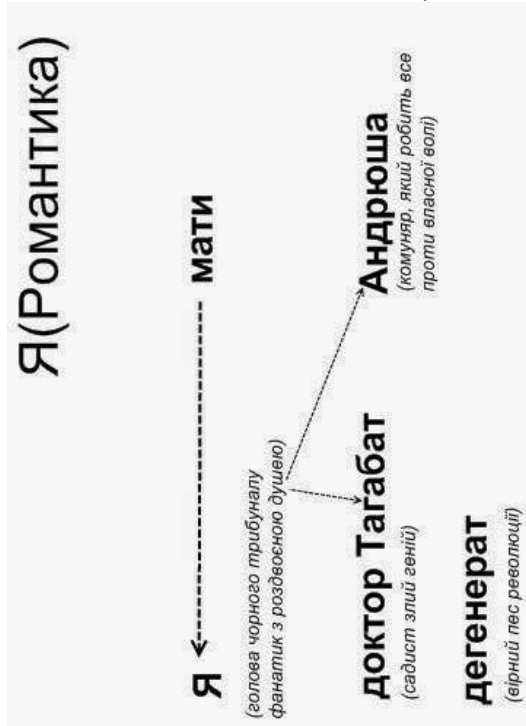 Я(Романтика)
Я
мати
(голова чорного трибуналу
фанатик з роздвоєною душею)
доктор Тагабат
(садист злий геній)
Андрюша
(комуняр, який робить все
проти власної волі)
дегенерат
(вірний пес революції)